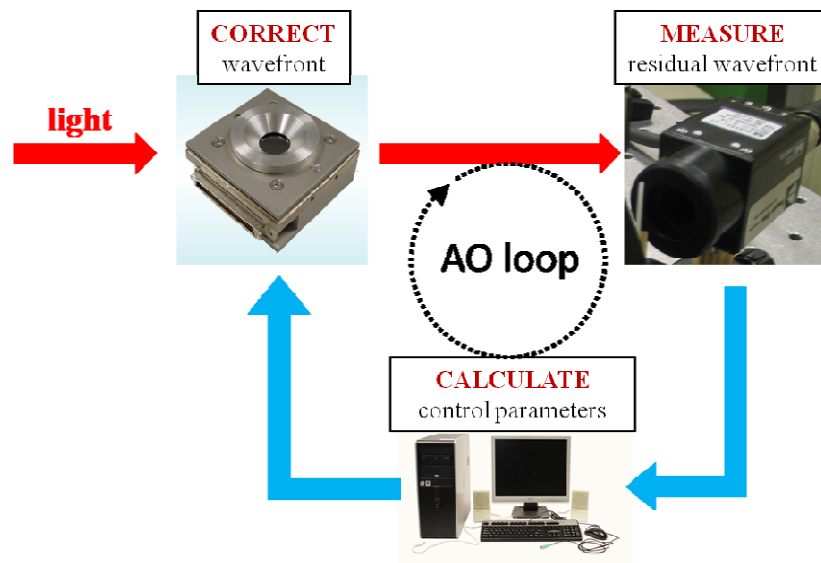 CORRECT
wavefront
MEASURE
residual wavefront
light
AO loop
CALCULATE
control parameters